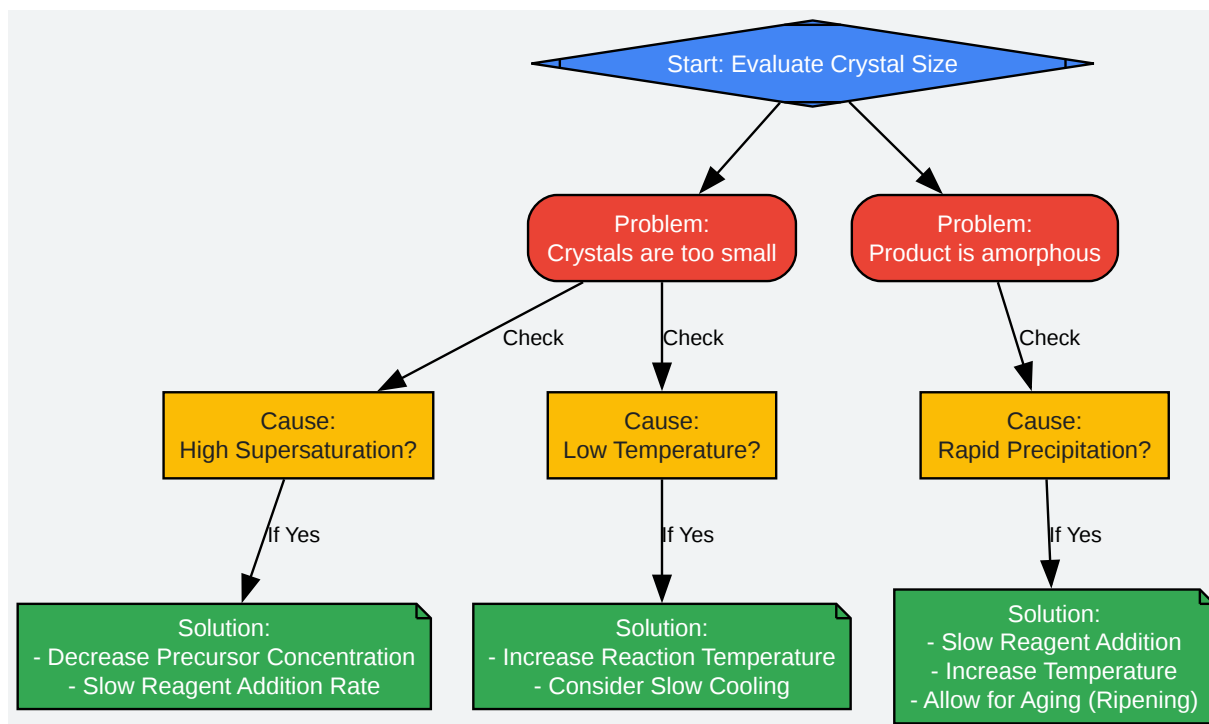 Start: Evaluate Crystal Size
Problem:
Crystals are too small
Problem:
Product is amorphous
Check
Check
Check
Cause:
High Supersaturation?
Cause:
Low Temperature?
Cause:
Rapid Precipitation?
If Yes
If Yes
If Yes
Solution:
- Decrease Precursor Concentration
- Slow Reagent Addition Rate
Solution:
- Increase Reaction Temperature
- Consider Slow Cooling
Solution:
- Slow Reagent Addition
- Increase Temperature
- Allow for Aging (Ripening)